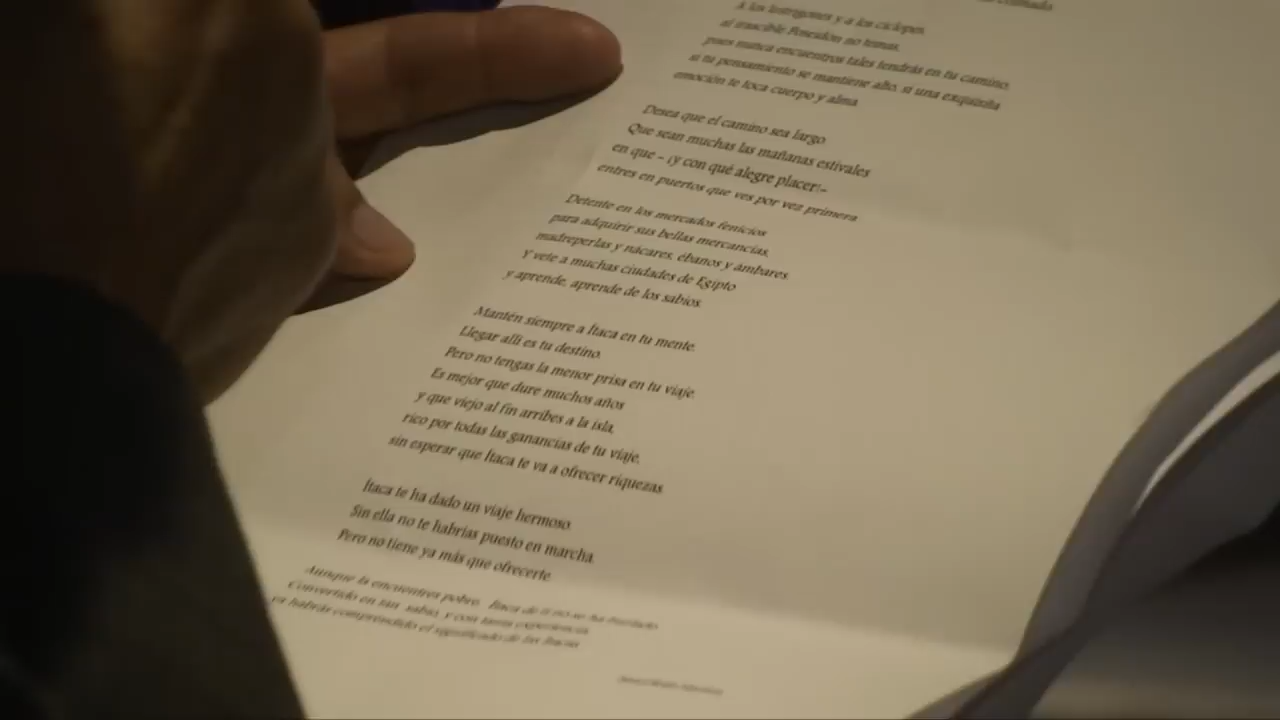 A los lestrigones y a los cíclopes,
al irascible Poseidón no temas,
pues nunca encuentros tales tendrás en tu camino,
si tu pensamiento se mantiene alto, si una exquisita
emoción te toca cuerpo y alma
Desea que el camino sea largo
Que sean muchas las mañanas estivales
en que – ¡y con qué alegre placer!–
entres en puertos que ves por vez primera
Detente en los mercados fenicios
para adquirir sus bellas mercancías,
madreperlas y nácares, ébanos y ámbares.
Y vete a muchas ciudades de Egipto
y aprende, aprende de los sabios.
Mantén siempre a Ítaca en tu mente.
Llegar allí es tu destino.
Pero no tengas la menor prisa en tu viaje.
Es mejor que dure muchos años
y que viejo al fin arribes a la isla,
rico por todas las ganancias de tu viaje,
sin esperar que Ítaca te va a ofrecer riquezas
Ítaca te ha dado un viaje hermoso.
Sin ella no te habrías puesto en marcha.
Pero no tiene ya más que ofrecerte.
Aunque la encuentres pobre, Ítaca de ti no se ha burlado.
Convertido en tan sabio, y con tanta experiencia,
ya habrás comprendido el significado de las Ítacas